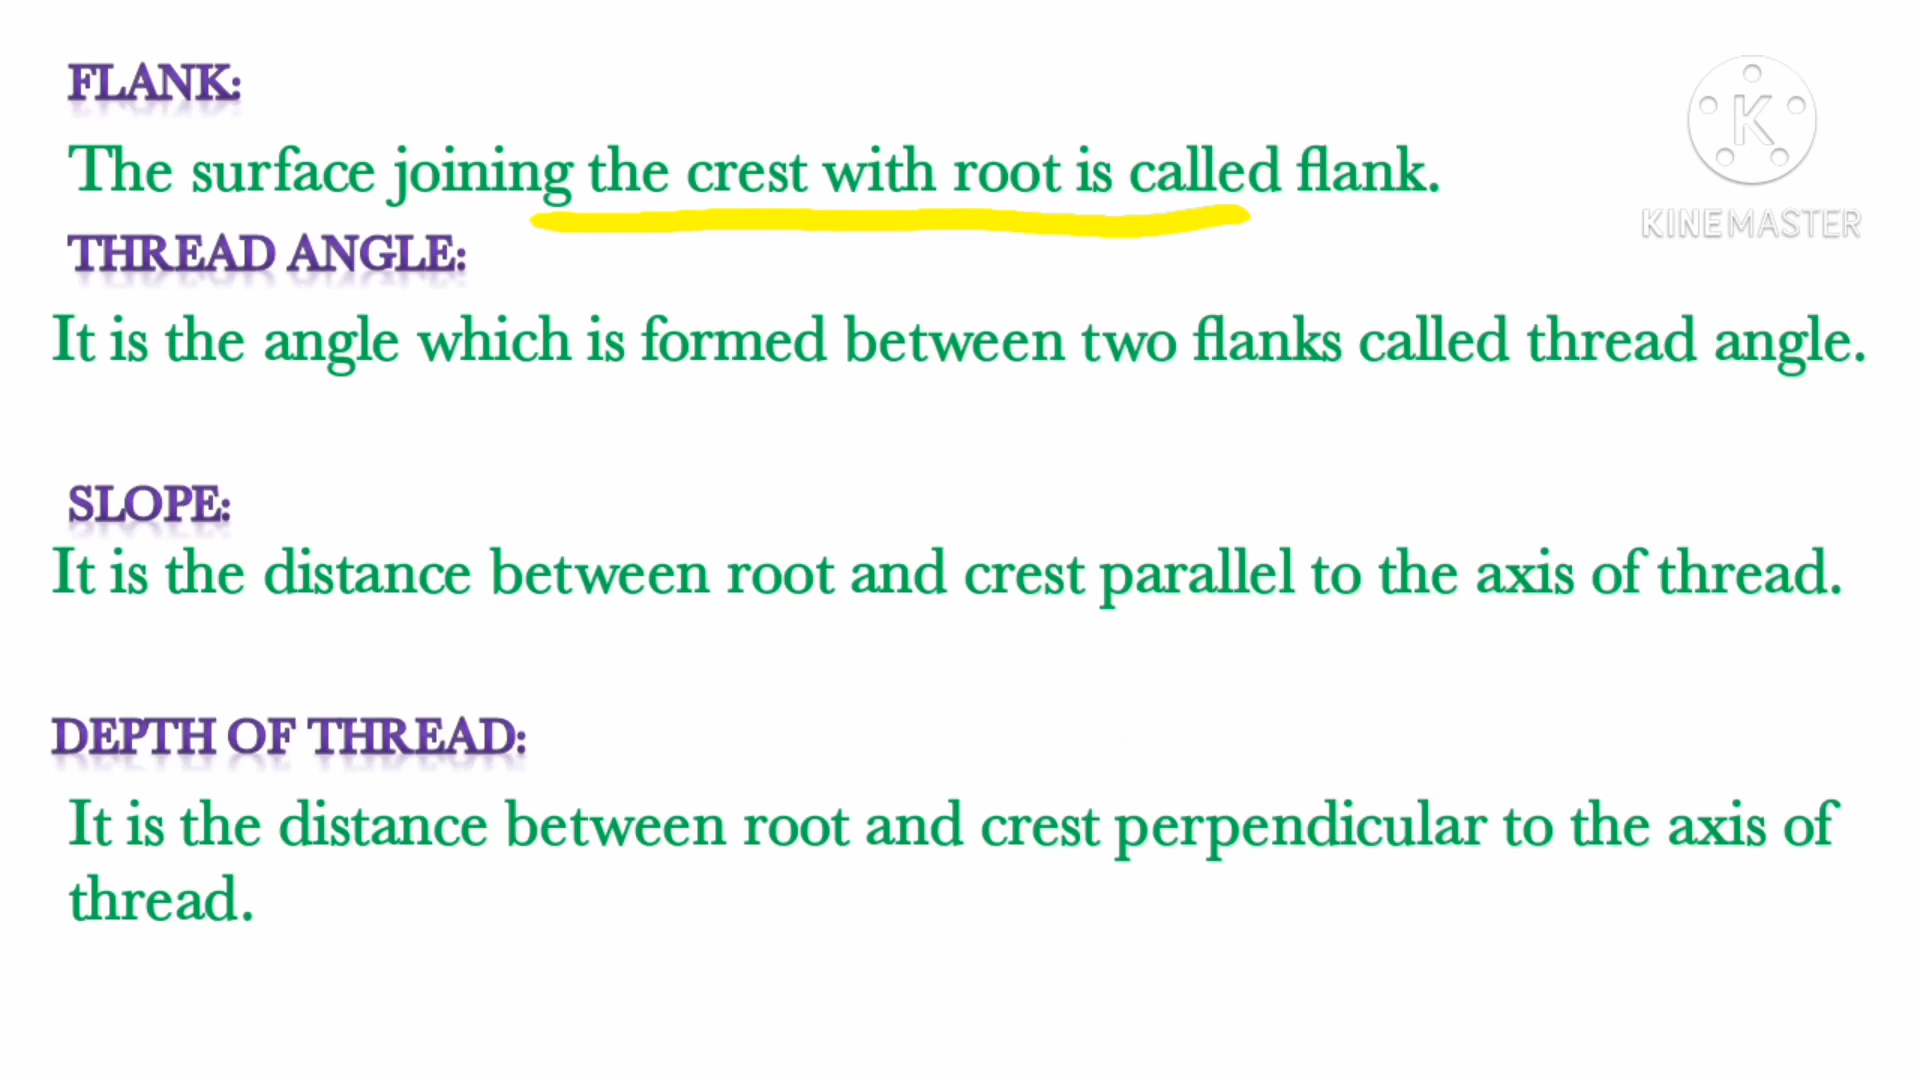 FLANK:
The surface joining the crest with root is called flank.
THREAD ANGLE:
It is the angle which is formed between two flanks called thread angle.
SLOPE:
It is the distance between root and crest parallel to the axis of thread.
DEPTH OF THREAD:
It is the distance between root and crest perpendicular to the axis of
thread.
K
KINEMASTER